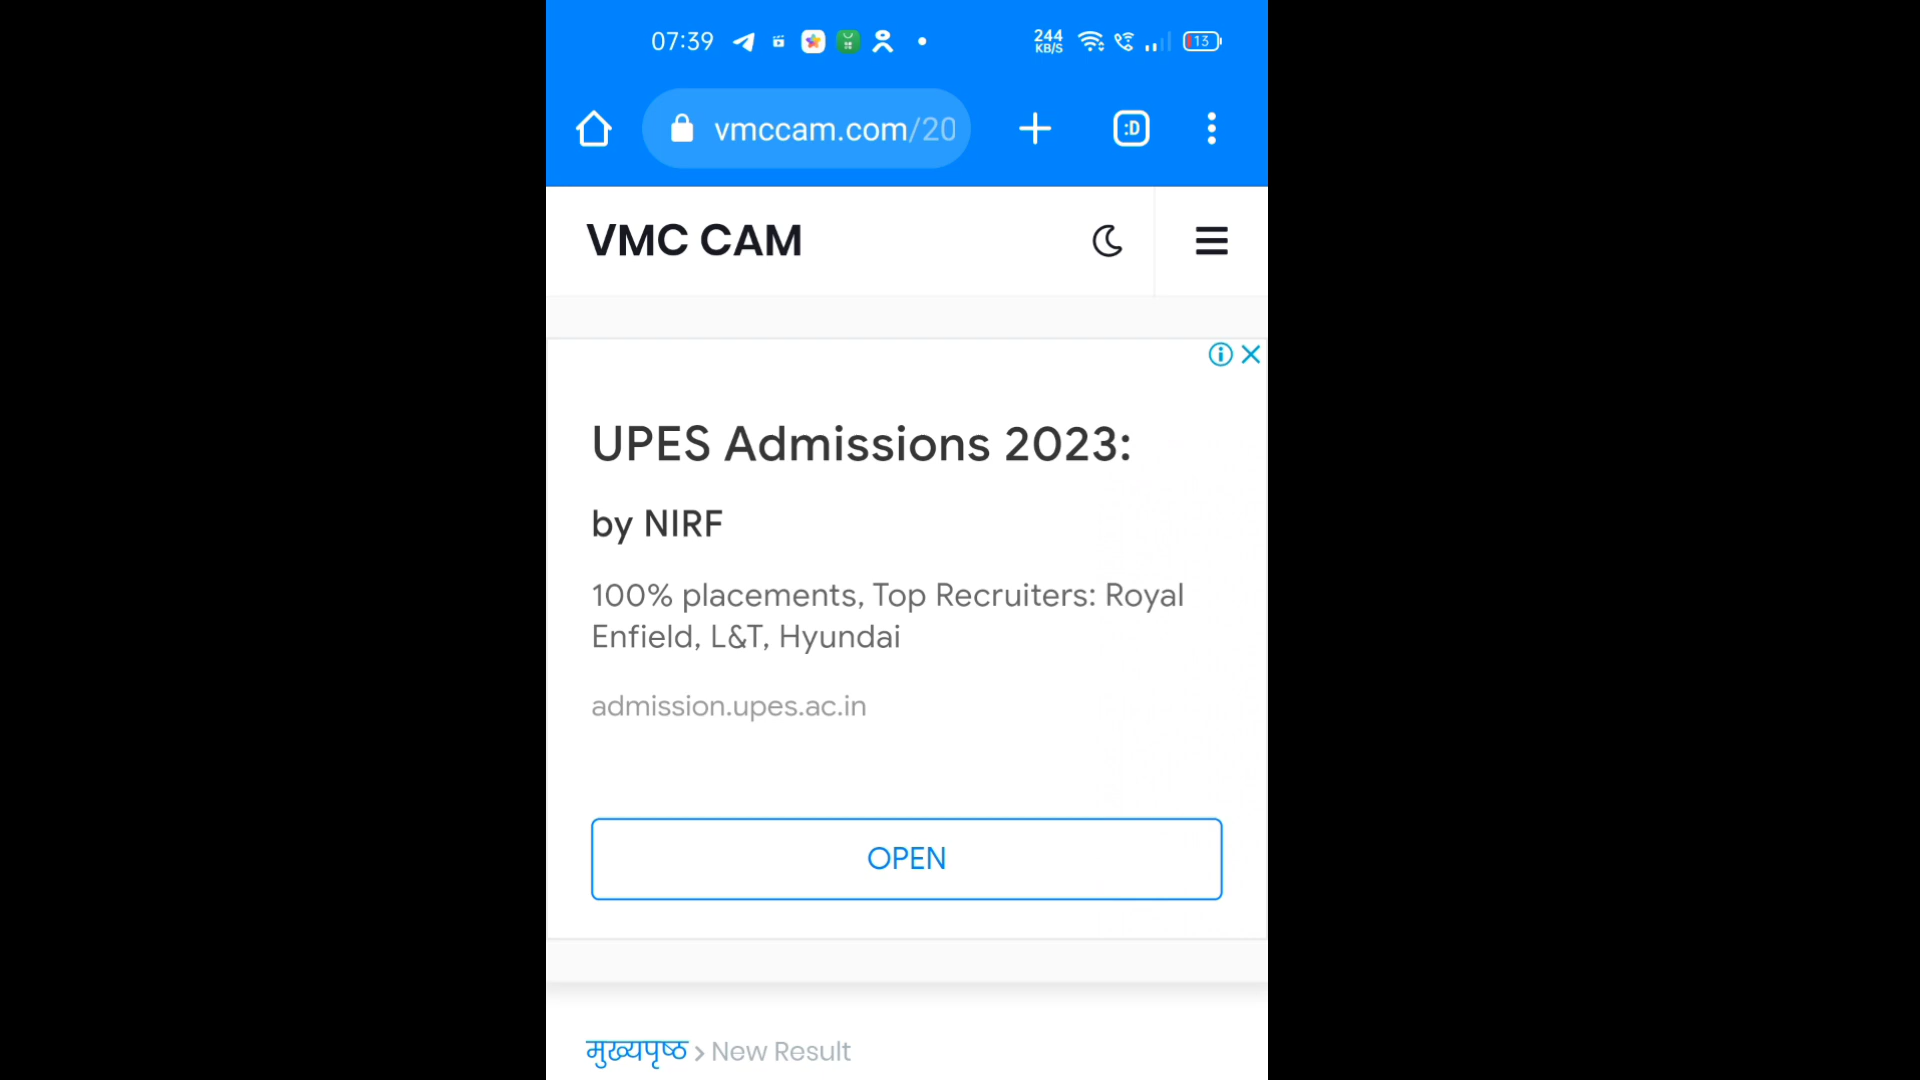 07:39
244
KB/S
13
vmccam.com/20
:D
VMC CAM
UPES Admissions 2023:
by NIRF
100% placements, Top Recruiters: Royal
Enfield, L&T, Hyundai
admission.upes.ac.in
OPEN
मुख्यपृष्ठ > New Result